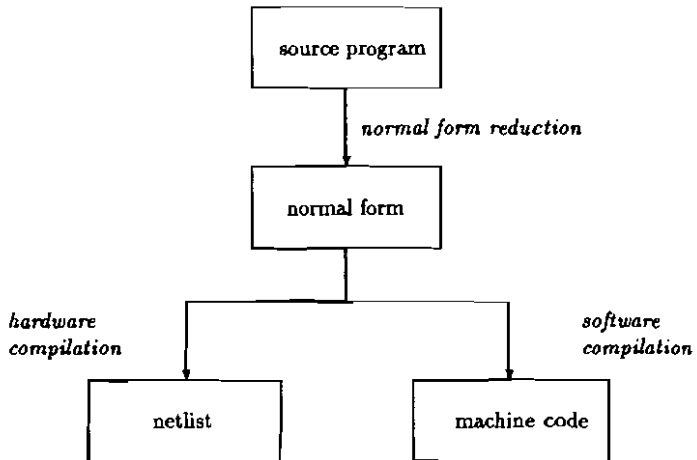 source program
normal form reduction
normal form
hardware
compilation
software
compilation
netlist
machine code